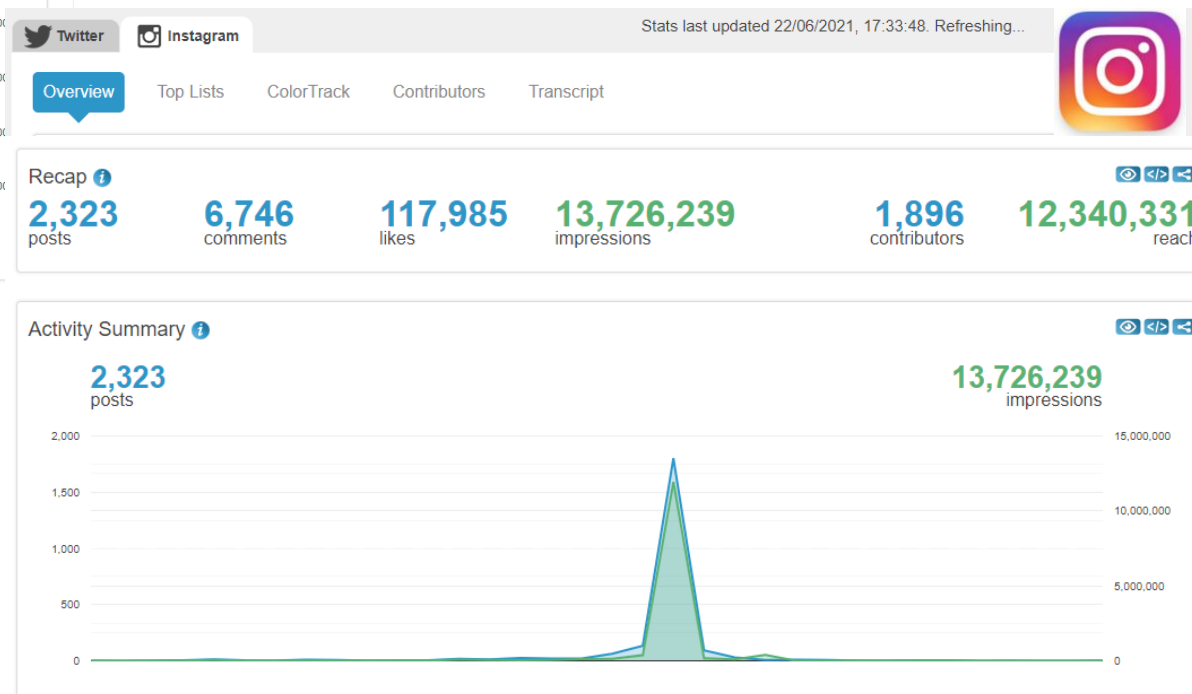 Twitter
Instagram
Stats last updated 22/06/2021, 17:33:48. Refreshing...
Overview
Top Lists
ColorTrack
Contributors
Transcript
Recap
2,323
posts
6,746
comments
117,985
likes
13,726,239
impressions
1,896
contributors
12,340,331
reach
Activity Summary
2,323
posts
13,726,239
impressions
2,000
1,500
1,000
500
0
15,000,000
10,000,000
5,000,000
0